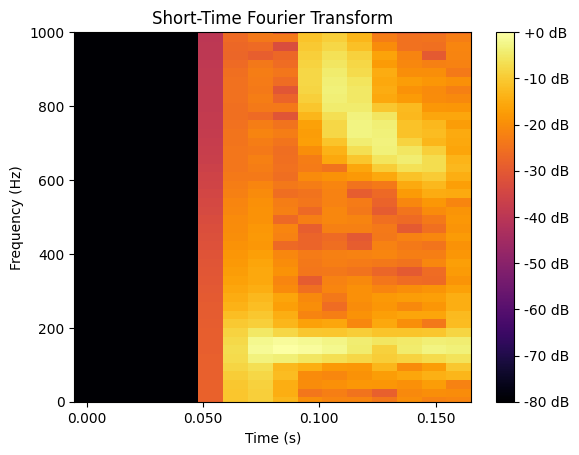 Short-Time Fourier Transform
Frequency (Hz)
1000
800
600
400
200
0
0.000
0.050
0.100
0.150
Time (s)
+0 dB
-10 dB
-20 dB
-30 dB
-40 dB
-50 dB
-60 dB
-70 dB
-80 dB